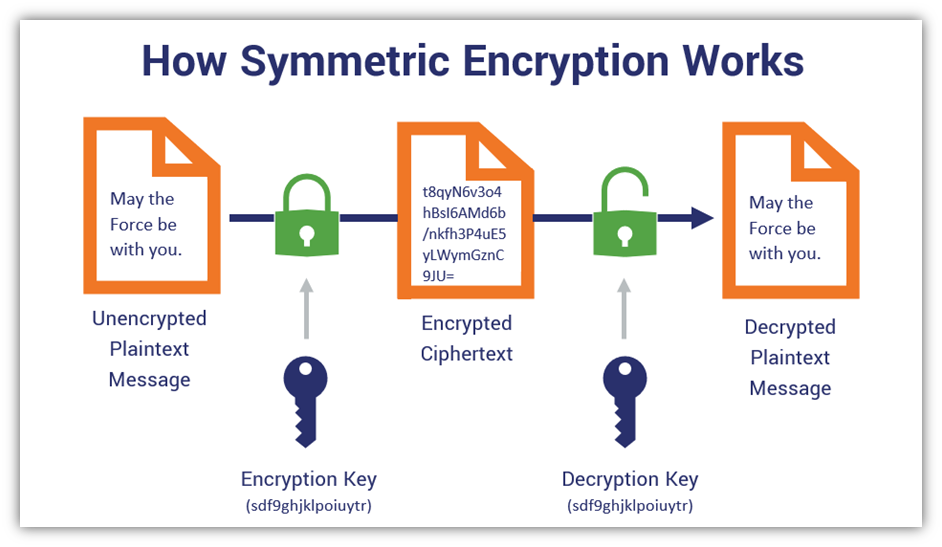 How Symmetric Encryption Works
May the
Force be
with you.
Unencrypted
Plaintext
Message
Encryption Key
(sdf9ghjklpoiuytr)
t8qyN6v3o4
hBsI6AMd6b
/nkfh3P4uE5
yLWymGznC
9JU=
Encrypted
Ciphertext
Decryption Key
(sdf9ghjklpoiuytr)
May the
Force be
with you.
Decrypted
Plaintext
Message